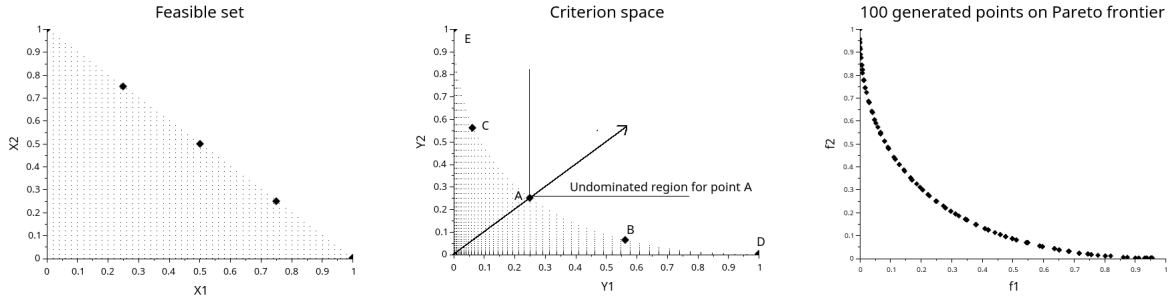 Feasible set
1
0.9
0.8
0.7
0.6
0.5
0.4
0.3
0.2
0.1
0
X2
0 0.1 0.2 0.3 0.4 0.5 0.6 0.7 0.8 0.9 1
X1
Criterion space
1
0.9
0.8
0.7
0.6
0.5
0.4
0.3
0.2
0.1
0
Y2
E
C
A
Undominated region for point A
B
D
0 0.1 0.2 0.3 0.4 0.5 0.6 0.7 0.8 0.9 1
Y1
100 generated points on Pareto frontier
1
0.9
0.8
0.7
0.6
0.5
0.4
0.3
0.2
0.1
0
f2
0 0.1 0.2 0.3 0.4 0.5 0.6 0.7 0.8 0.9 1
f1